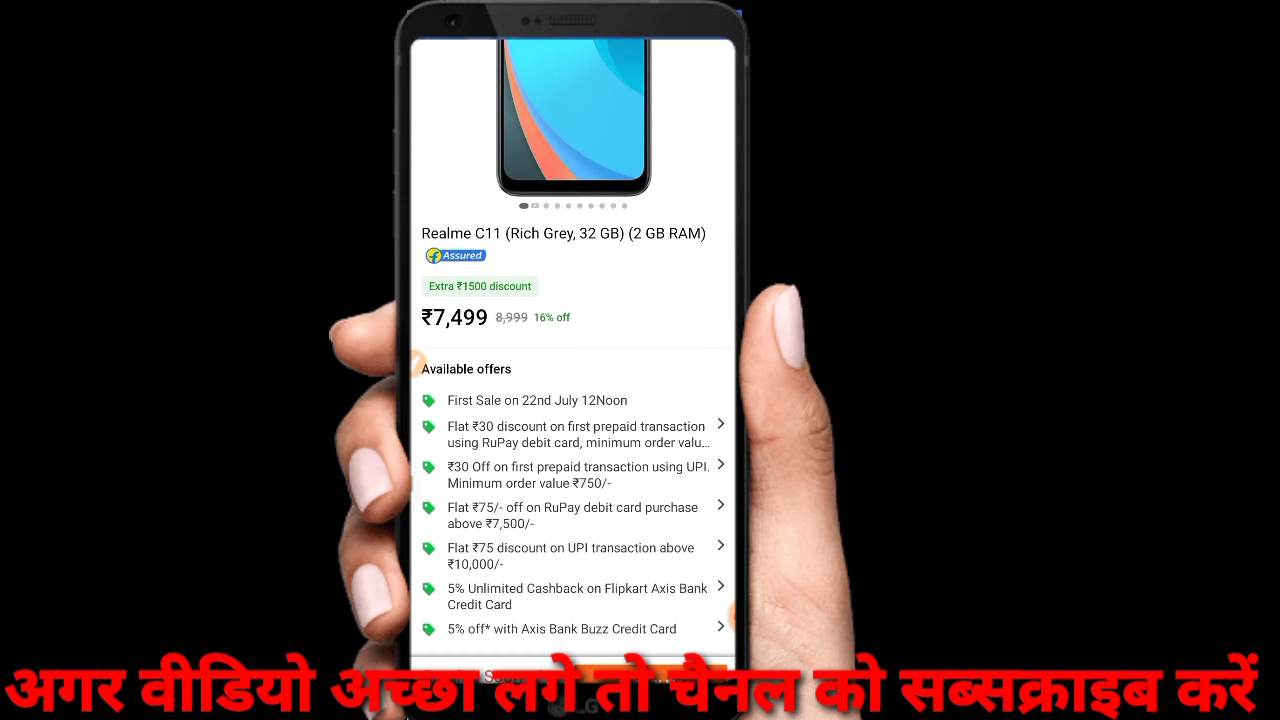 Realme C11 (Rich Grey, 32 GB) (2 GB RAM)
Assured
Extra ₹1500 discount
₹7,499 8,999 16% off
Available offers
First Sale on 22nd July 12Noon
Flat ₹30 discount on first prepaid transaction
using RuPay debit card, minimum order valu...
₹30 Off on first prepaid transaction using UPI.
Minimum order value ₹750/-
Flat ₹75/- off on RuPay debit card purchase
above ₹7,500/-
Flat ₹75 discount on UPI transaction above
₹10,000/-
5% Unlimited Cashback on Flipkart Axis Bank
Credit Card
5% off* with Axis Bank Buzz Credit Card
अगर वीडियो अच्छा लगे तो चैनल को सब्सक्राइब करें